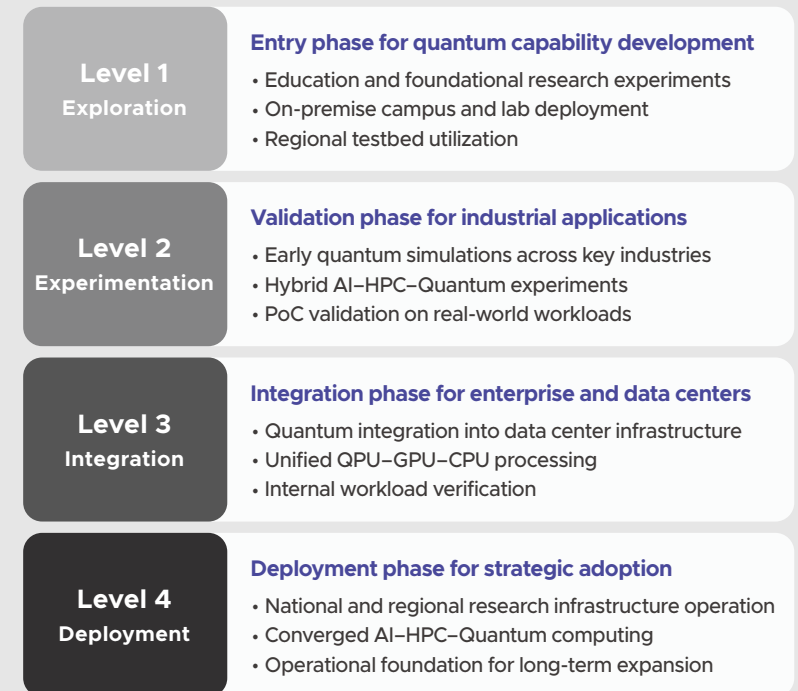 Level 1
Exploration
Entry phase for quantum capability development
• Education and foundational research experiments
• On-premise campus and lab deployment
• Regional testbed utilization
Level 2
Experimentation
Validation phase for industrial applications
• Early quantum simulations across key industries
• Hybrid AI–HPC–Quantum experiments
• PoC validation on real-world workloads
Level 3
Integration
Integration phase for enterprise and data centers
• Quantum integration into data center infrastructure
• Unified QPU–GPU–CPU processing
• Internal workload verification
Level 4
Deployment
Deployment phase for strategic adoption
• National and regional research infrastructure operation
• Converged AI–HPC–Quantum computing
• Operational foundation for long-term expansion